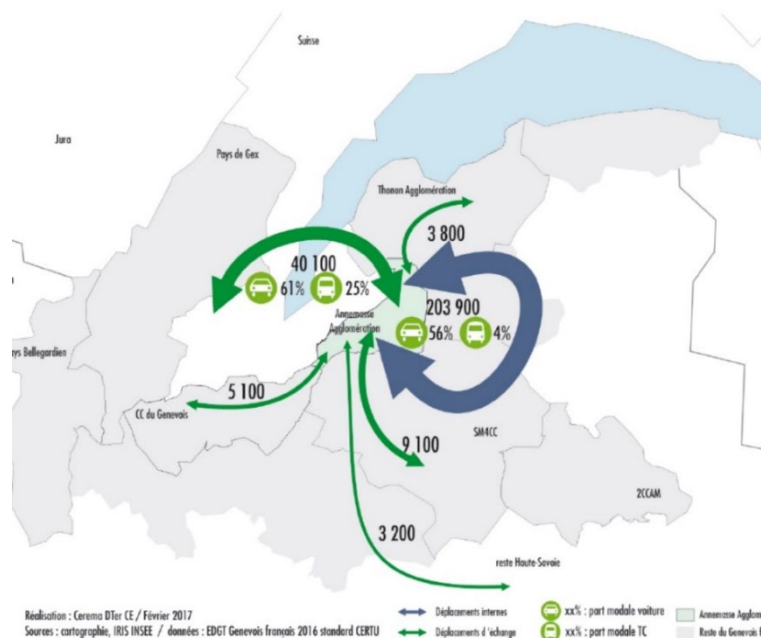 Suisse
Jura
Pays de Gex
Thonon Agglomération
3 800
40 100
61% 25%
203 900
Annemasse
Agglomération
56% 4%
ays Bellegardien
5 100
CC du Genevois
SM4CC
9 100
2CCAM
3 200
reste Haute-Savoie
Réalisation : Cerema DTer CE / Février 2017
Sources : cartographie, IRIS INSEE / données : EDGT Genevois français 2016 standard CERTU
Déplacements internes
Déplacements d 'échange
xx% : part modale voiture
xx% : part modale TC
Annemasse Agglom
Reste du Genevois f